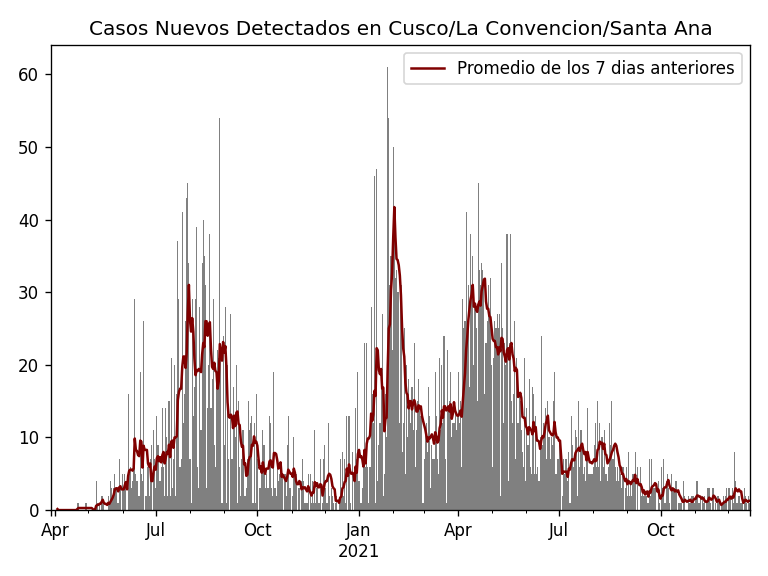 Casos Nuevos Detectados en Cusco/La Convencion/Santa Ana
Promedio de los 7 dias anteriores
60
50
40
30
20
10
0
Apr Jul Oct Jan Apr Jul Oct
2021